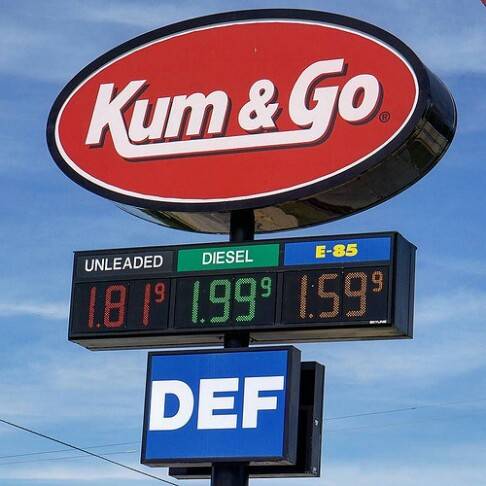 Kum & Go®
UNLEADED DIESEL E-85
1.81⁹ 1.99⁹ 1.59⁹
DEF